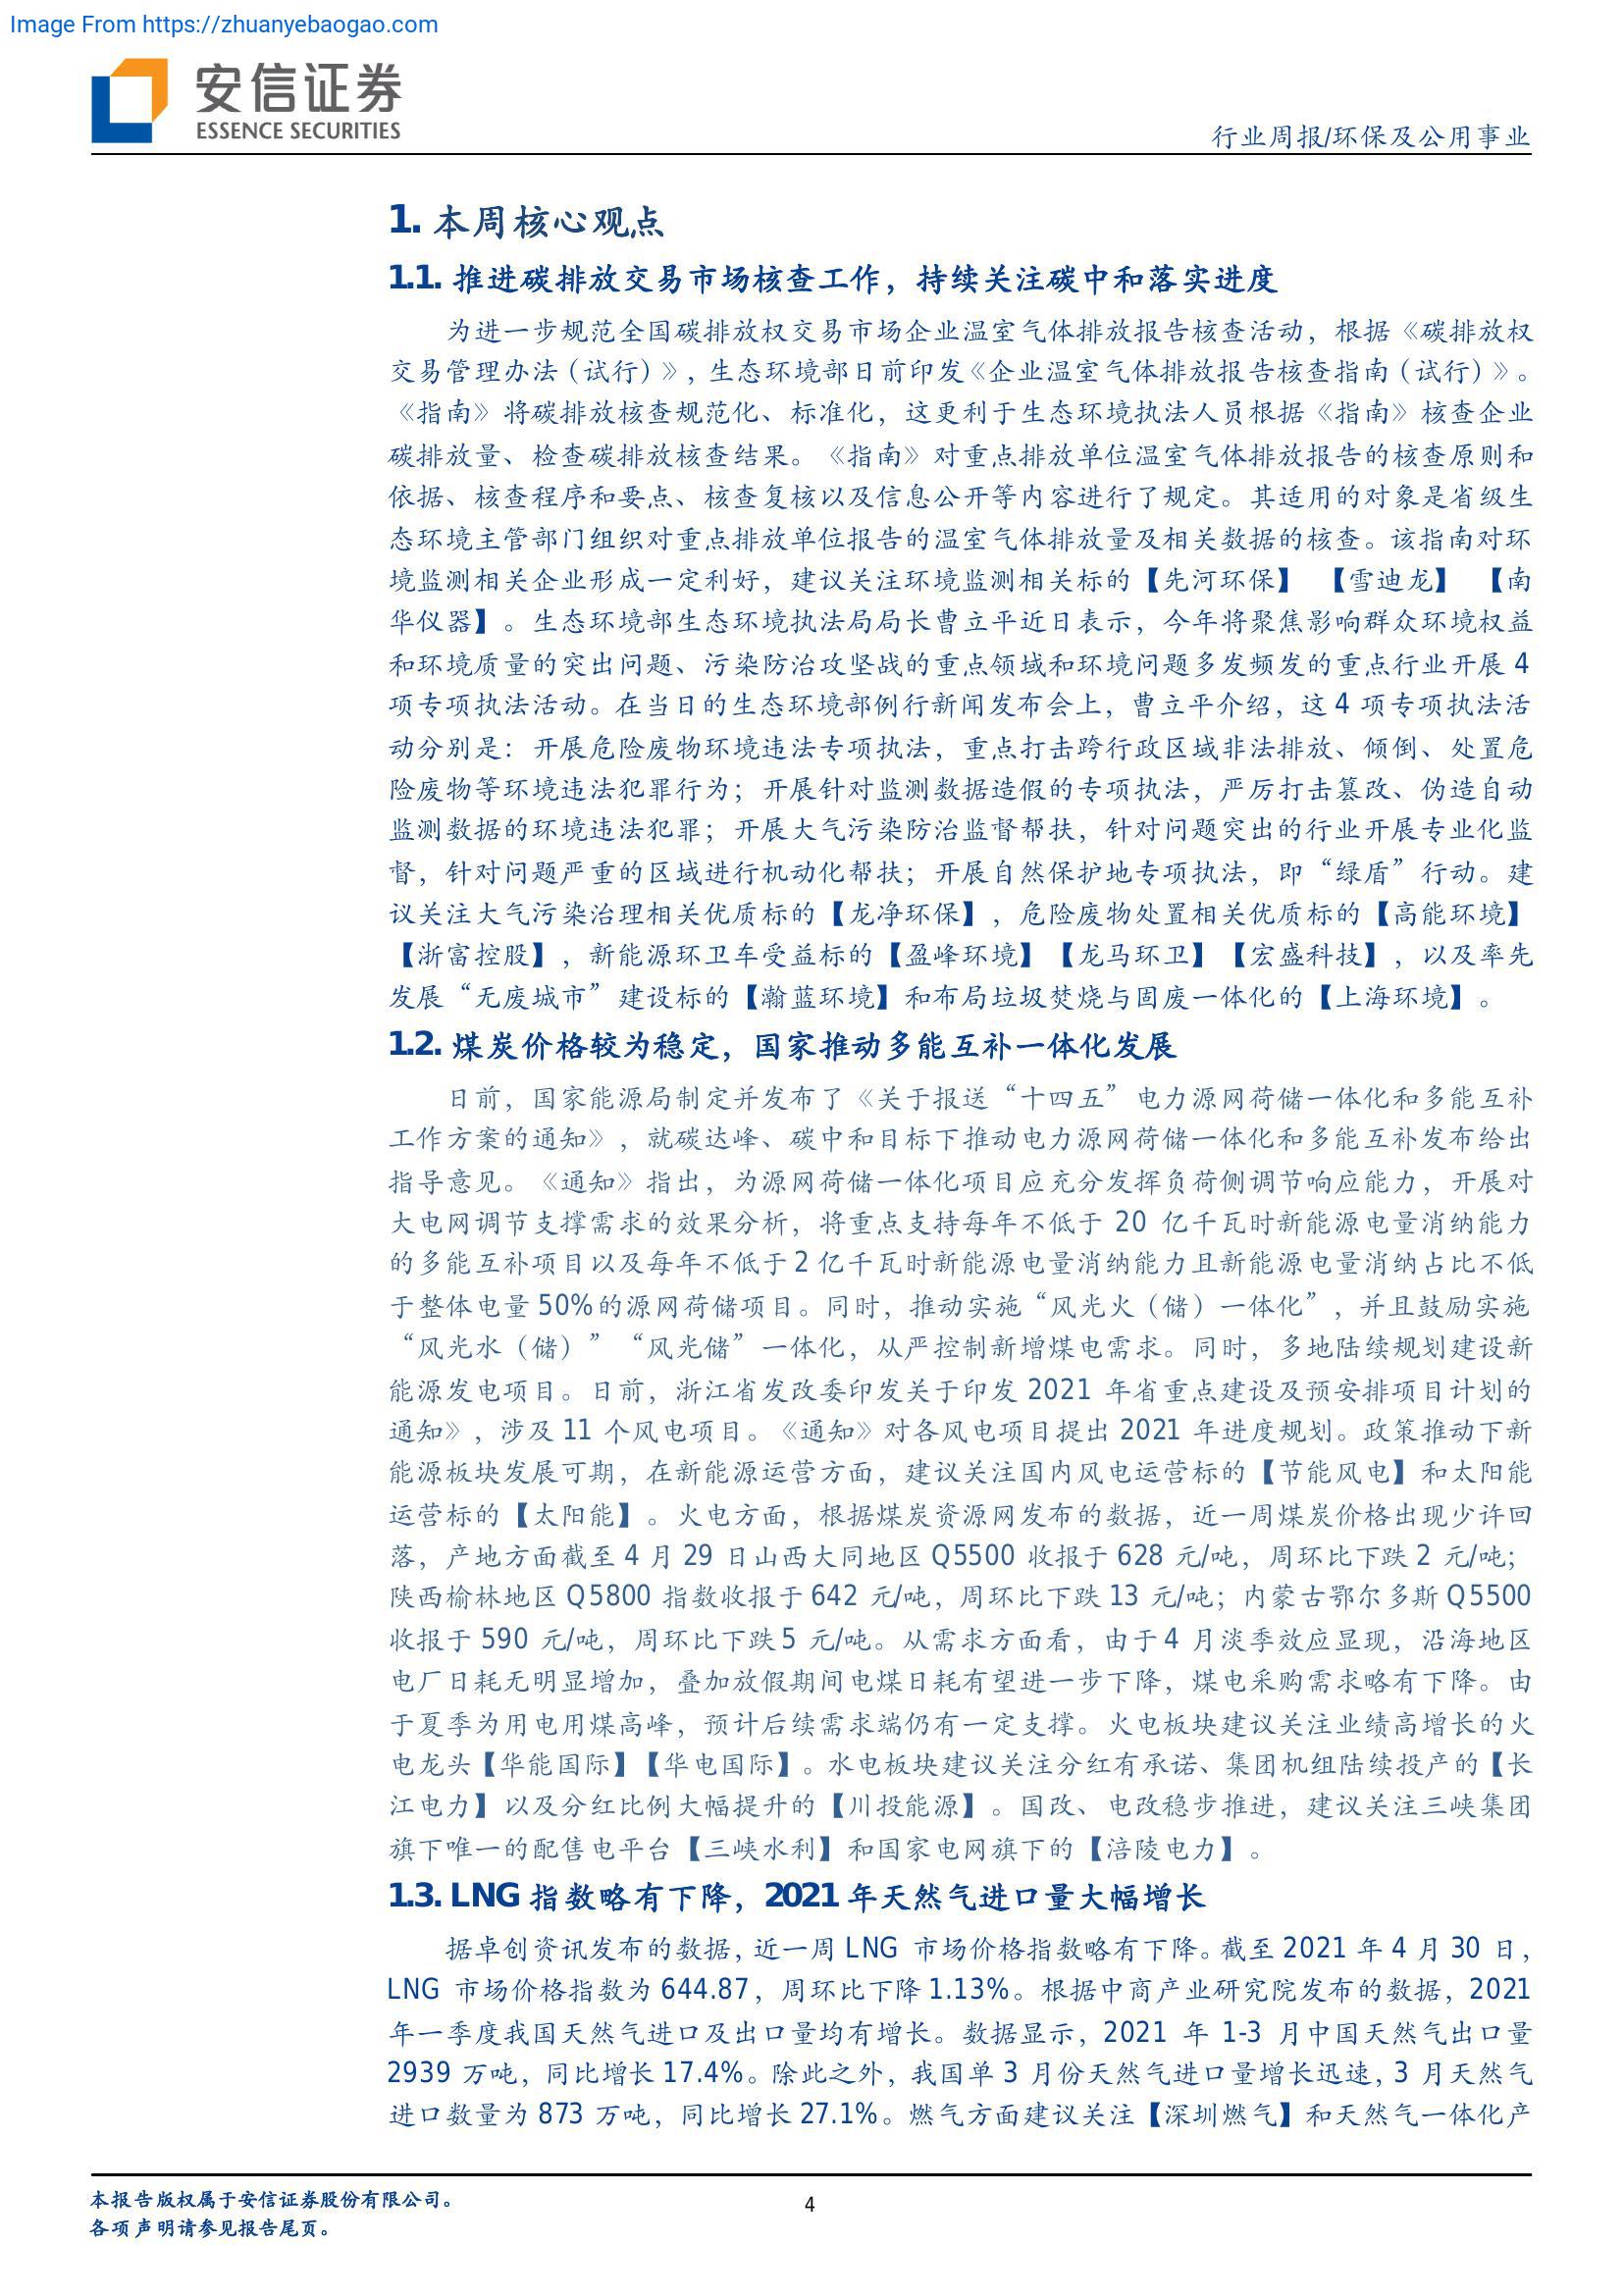 Image From https://zhuanyebaogao.com
安信证券
ESSENCE SECURITIES
行业周报/环保及公用事业
1. 本周核心观点
1.1. 推进碳排放交易市场核查工作，持续关注碳中和落实进度
为进一步规范全国碳排放权交易市场企业温室气体排放报告核查活动，根据《碳排放权
交易管理办法（试行）》，生态环境部日前印发《企业温室气体排放报告核查指南（试行）》。
《指南》将碳排放核查规范化、标准化，这更利于生态环境执法人员根据《指南》核查企业
碳排放量、检查碳排放核查结果。《指南》对重点排放单位温室气体排放报告的核查原则和
依据、核查程序和要点、核查复核以及信息公开等内容进行了规定。其适用的对象是省级生
态环境主管部门组织对重点排放单位报告的温室气体排放量及相关数据的核查。该指南对环
境监测相关企业形成一定利好，建议关注环境监测相关标的【先河环保】 【雪迪龙】 【南
华仪器】。生态环境部生态环境执法局局长曹立平近日表示，今年将聚焦影响群众环境权益
和环境质量的突出问题、污染防治攻坚战的重点领域和环境问题多发频发的重点行业开展 4
项专项执法活动。在当日的生态环境部例行新闻发布会上，曹立平介绍，这 4 项专项执法活
动分别是：开展危险废物环境违法专项执法，重点打击跨行政区域非法排放、倾倒、处置危
险废物等环境违法犯罪行为；开展针对监测数据造假的专项执法，严厉打击篡改、伪造自动
监测数据的环境违法犯罪；开展大气污染防治监督帮扶，针对问题突出的行业开展专业化监
督，针对问题严重的区域进行机动化帮扶；开展自然保护地专项执法，即“绿盾”行动。建
议关注大气污染治理相关优质标的【龙净环保】，危险废物处置相关优质标的【高能环境】
【浙富控股】，新能源环卫车受益标的【盈峰环境】【龙马环卫】【宏盛科技】，以及率先
发展“无废城市”建设标的【瀚蓝环境】和布局垃圾焚烧与固废一体化的【上海环境】。
1.2. 煤炭价格较为稳定，国家推动多能互补一体化发展
日前，国家能源局制定并发布了《关于报送“十四五”电力源网荷储一体化和多能互补
工作方案的通知》，就碳达峰、碳中和目标下推动电力源网荷储一体化和多能互补发布给出
指导意见。《通知》指出，为源网荷储一体化项目应充分发挥负荷侧调节响应能力，开展对
大电网调节支撑需求的效果分析，将重点支持每年不低于 20 亿千瓦时新能源电量消纳能力
的多能互补项目以及每年不低于 2 亿千瓦时新能源电量消纳能力且新能源电量消纳占比不低
于整体电量 50%的源网荷储项目。同时，推动实施“风光火（储）一体化”，并且鼓励实施
“风光水（储）”“风光储”一体化，从严控制新增煤电需求。同时，多地陆续规划建设新
能源发电项目。日前，浙江省发改委印发关于印发 2021 年省重点建设及预安排项目计划的
通知》，涉及 11 个风电项目。《通知》对各风电项目提出 2021 年进度规划。政策推动下新
能源板块发展可期，在新能源运营方面，建议关注国内风电运营标的【节能风电】和太阳能
运营标的【太阳能】。火电方面，根据煤炭资源网发布的数据，近一周煤炭价格出现少许回
落，产地方面截至 4 月 29 日山西大同地区 Q5500 收报于 628 元/吨，周环比下跌 2 元/吨；
陕西榆林地区 Q5800 指数收报于 642 元/吨，周环比下跌 13 元/吨；内蒙古鄂尔多斯 Q5500
收报于 590 元/吨，周环比下跌 5 元/吨。从需求方面看，由于 4 月淡季效应显现，沿海地区
电厂日耗无明显增加，叠加放假期间电煤日耗有望进一步下降，煤电采购需求略有下降。由
于夏季为用电用煤高峰，预计后续需求端仍有一定支撑。火电板块建议关注业绩高增长的火
电龙头【华能国际】【华电国际】。水电板块建议关注分红有承诺、集团机组陆续投产的【长
江电力】以及分红比例大幅提升的【川投能源】。国改、电改稳步推进，建议关注三峡集团
旗下唯一的配售电平台【三峡水利】和国家电网旗下的【涪陵电力】。
1.3. LNG 指数略有下降，2021 年天然气进口量大幅增长
据卓创资讯发布的数据，近一周 LNG 市场价格指数略有下降。截至 2021 年 4 月 30 日，
LNG 市场价格指数为 644.87，周环比下降 1.13%。根据中商产业研究院发布的数据，2021
年一季度我国天然气进口及出口量均有增长。数据显示，2021 年 1-3 月中国天然气出口量
2939 万吨，同比增长 17.4%。除此之外，我国单 3 月份天然气进口量增长迅速，3 月天然气
进口数量为 873 万吨，同比增长 27.1%。燃气方面建议关注【深圳燃气】和天然气一体化产
本报告版权属于安信证券股份有限公司。
4
各项声明请参见报告尾页。